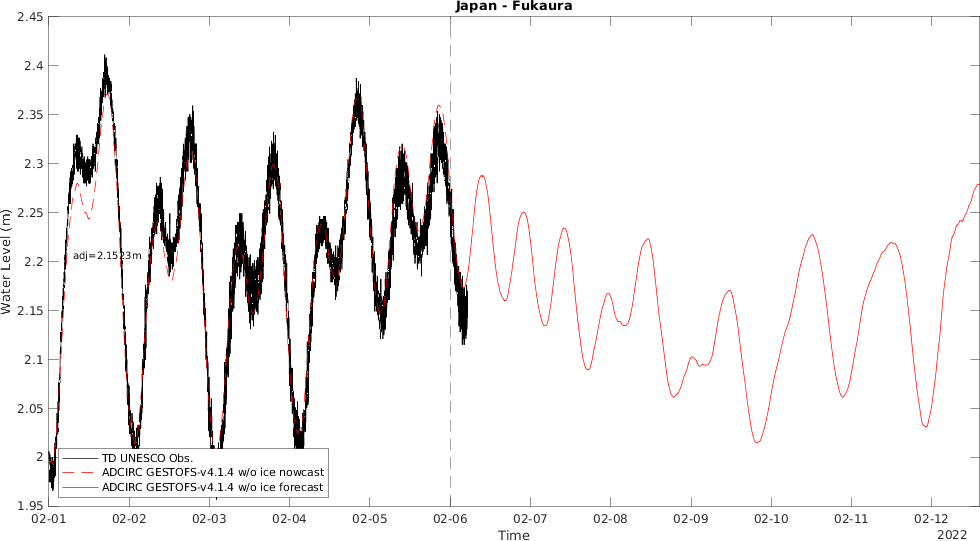 Japan - Fukaura
2.45
2.4
2.35
2.3
2.25
2.2
2.15
2.1
2.05
2
1.95
Water Level (m)
adj=2.1523m
TD UNESCO Obs.
ADCIRC GESTOFS-v4.1.4 w/o ice nowcast
ADCIRC GESTOFS-v4.1.4 w/o ice forecast
02-01 02-02 02-03 02-04 02-05 02-06 02-07 02-08 02-09 02-10 02-11 02-12
Time
2022